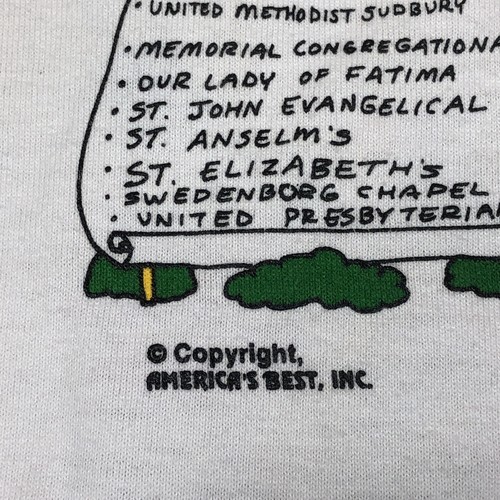 • UNITED METHODIST SUDBURY
• MEMORIAL CONGREGATIONA
• OUR LADY OF FATIMA
• ST. JOHN EVANGELICAL
• ST. ANSELM'S
• ST. ELIZABETH'S
• SWEDENBORG CHAPEL
• UNITED PRESBYTERIA
© Copyright,
AMERICA'S BEST, INC.